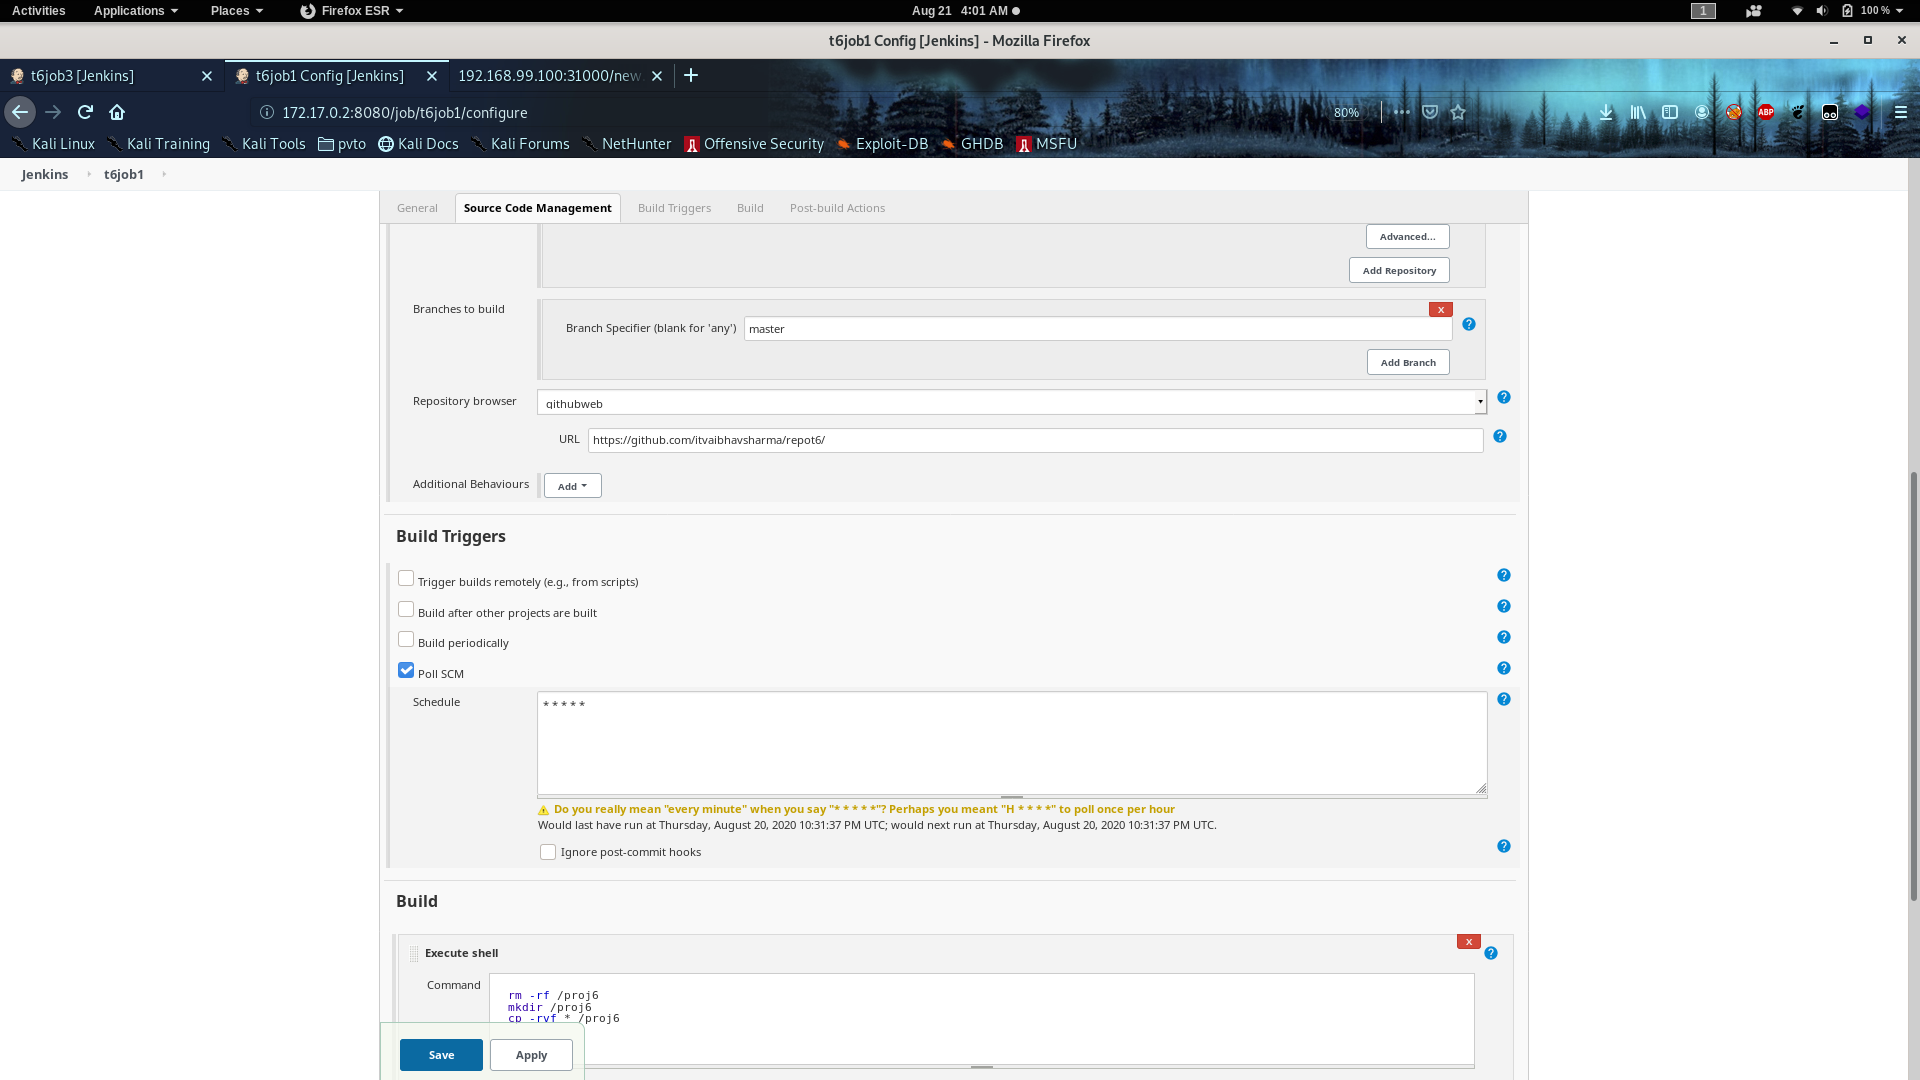 Activities Applications Places Firefox ESR Aug 21 4:01 AM 1 100 %
t6job1 Config [Jenkins] - Mozilla Firefox
t6job3 [Jenkins] t6job1 Config [Jenkins] 192.168.99.100:31000/new
172.17.0.2:8080/job/t6job1/configure 80% ABP
Kali Linux Kali Training Kali Tools pvto Kali Docs Kali Forums NetHunter Offensive Security Exploit-DB GHDB MSFU
Jenkins t6job1
General Source Code Management Build Triggers Build Post-build Actions
Advanced...
Add Repository
Branches to build
X
Branch Specifier (blank for 'any') master
Add Branch
Repository browser githubweb
URL https://github.com/itvaibhavsharma/repot6/
Additional Behaviours Add
Build Triggers
Trigger builds remotely (e.g., from scripts)
Build after other projects are built
Build periodically
Poll SCM
Schedule * * * * *
Do you really mean "every minute" when you say "* * * * *"? Perhaps you meant "H * * * *" to poll once per hour
Would last have run at Thursday, August 20, 2020 10:31:37 PM UTC; would next run at Thursday, August 20, 2020 10:31:37 PM UTC.
Ignore post-commit hooks
Build
X
Execute shell
Command
rm -rf /proj6
mkdir /proj6
cp -rvf * /proj6
Save Apply